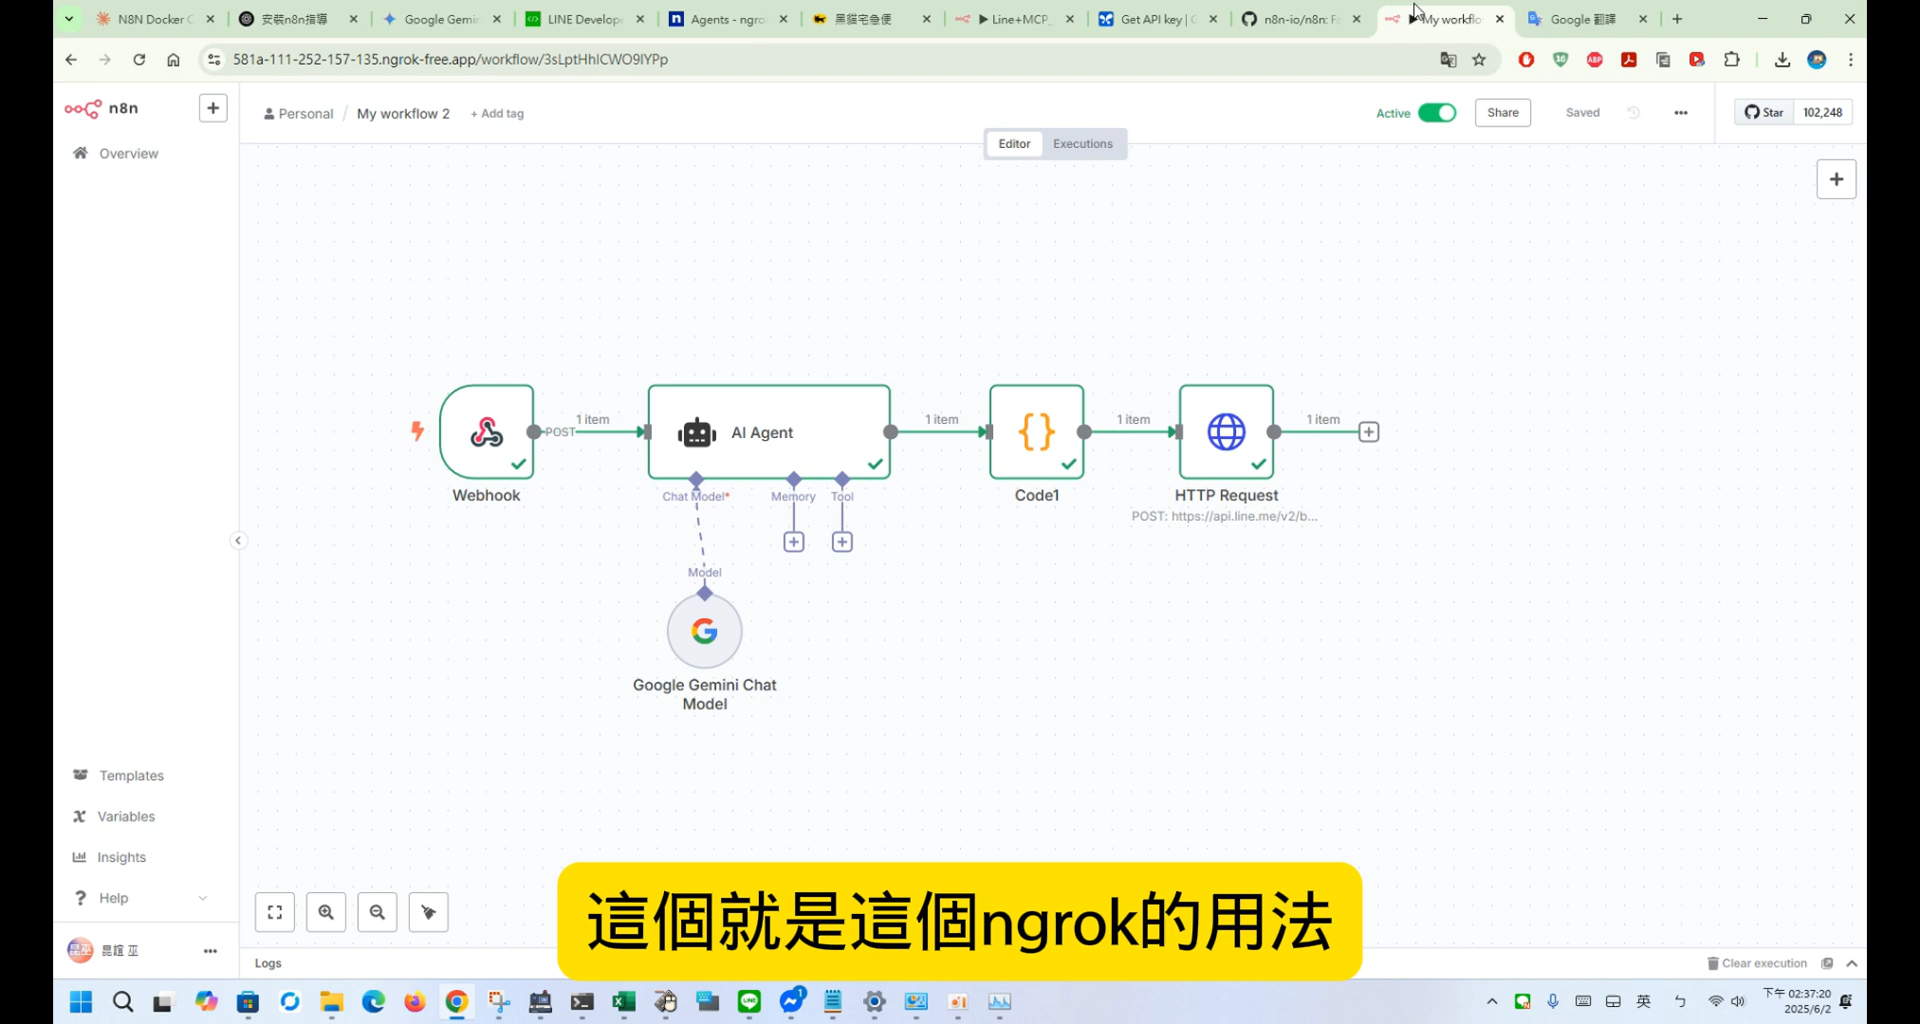 N8N Docker
安裝n8n指導
Google Gemin
LINE Develope
Agents - ngro
黑貓宅急便
Line+MCP_
Get API key | G
n8n-io/n8n: F
My workflo
Google 翻譯
581a-111-252-157-135.ngrok-free.app/workflow/3sLptHhlCWO9IYPp
n8n
Personal / My workflow 2 + Add tag
Active
Share
Saved
Star 102,248
Editor Executions
Overview
1 item
1 item
1 item
1 item
POST
AI Agent
Chat Model*
Memory
Tool
Webhook
Code1
HTTP Request
POST: https://api.line.me/v2/b...
Model
Google Gemini Chat
Model
Templates
Variables
Insights
Help
Logs
Clear execution
這個就是這個ngrok的用法
英
下午 02:37:20
2025/6/2